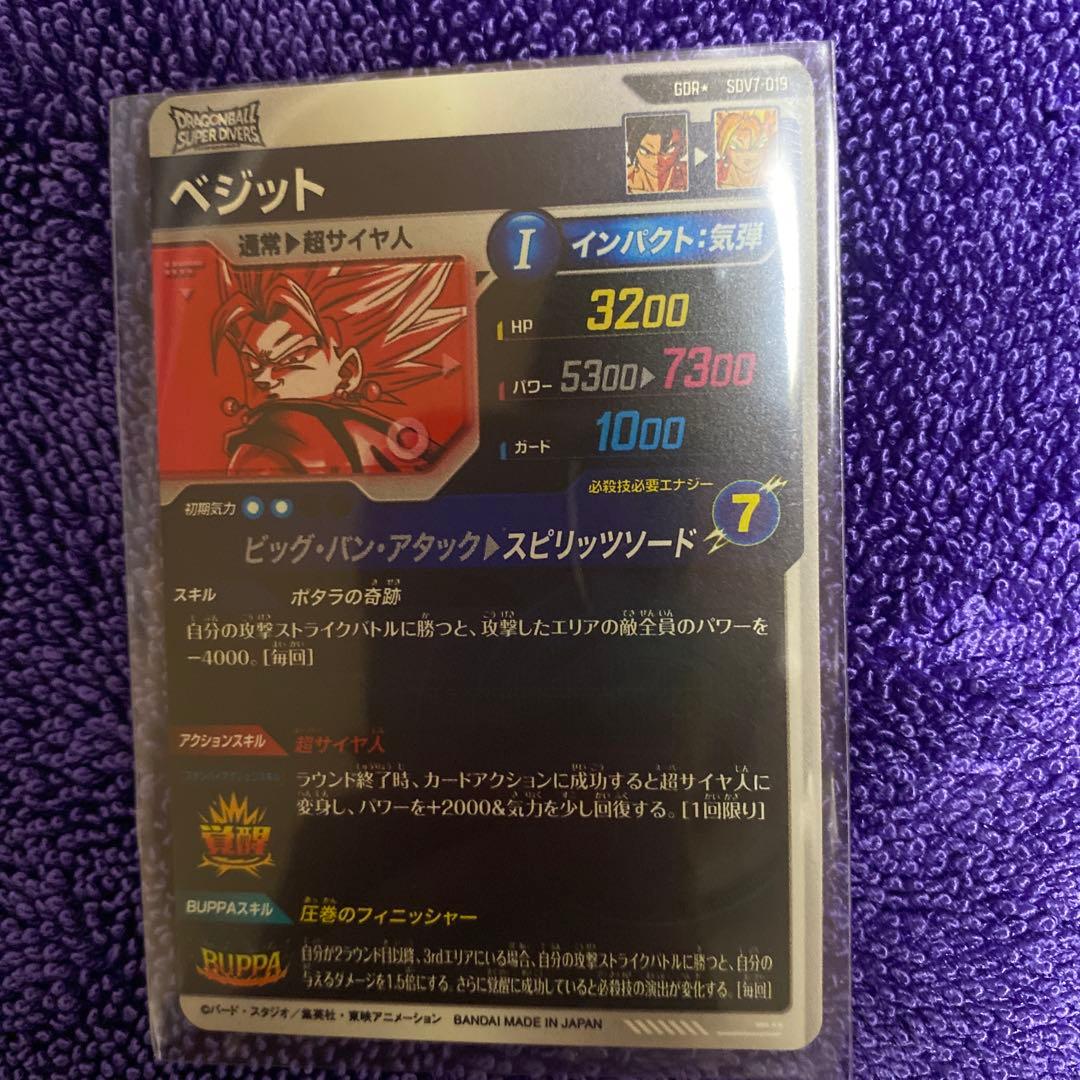 GDR★ SDV7-019
DRAGONBALL
SUPER DIVERS
ベジット
通常▶超サイヤ人
I インパクト:気弾
HP 3200
パワー 5300▶7300
ガード 1000
必殺技必要エナジー
初期気力
7
ビッグ・バン・アタック▶スピリッツソード
スキル ポタラの奇跡
自分の攻撃ストライクバトルに勝つと、攻撃したエリアの敵全員のパワーを
-4000。[毎回]
アクションスキル 超サイヤ人
ラウンド終了時、カードアクションに成功すると超サイヤ人に
変身し、パワーを+2000&気力を少し回復する。[1回限り]
覚醒
BUPPAスキル 圧巻のフィニッシャー
自分が2ラウンド目以降、3rdエリアにいる場合、自分の攻撃ストライクバトルに勝つと、自分の
BUPPA
与えるダメージを1.5倍にする。さらに覚醒に成功していると必殺技の演出が変化する。[毎回]
©バード・スタジオ/集英社・東映アニメーション BANDAI MADE IN JAPAN